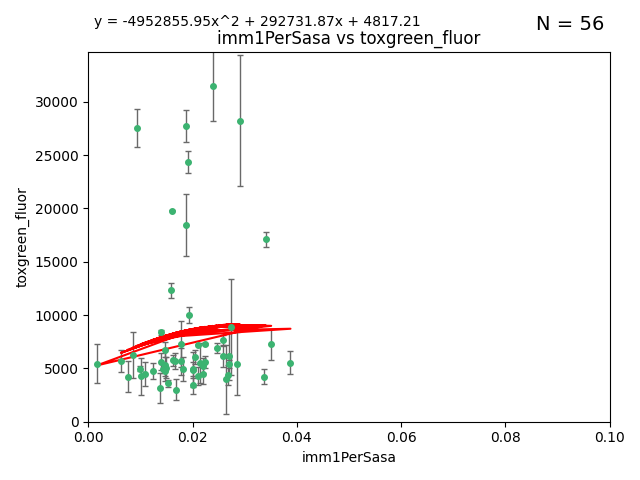 y = -4952855.95x^2 + 292731.87x + 4817.21
N = 56
imm1PerSasa vs toxgreen_fluor
30000
25000
20000
15000
10000
5000
0
toxgreen_fluor
0.00 0.02 0.04 0.06 0.08 0.10
imm1PerSasa